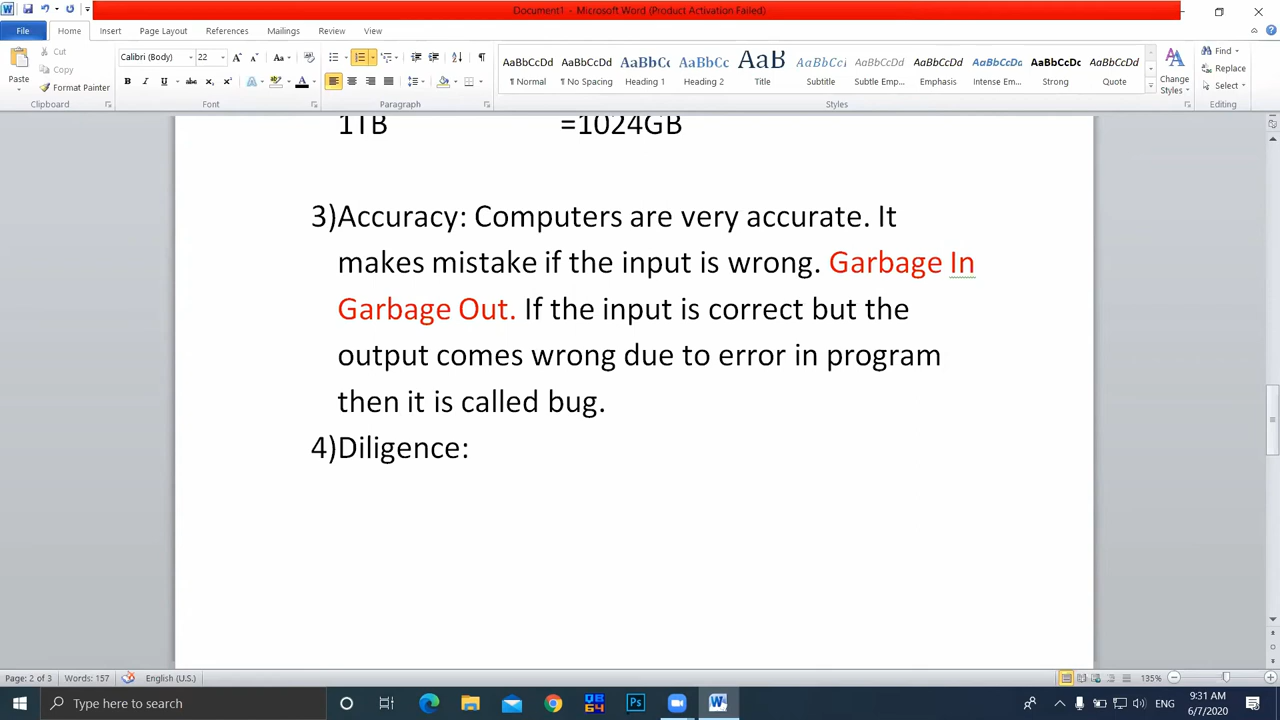 Document1 - Microsoft Word (Product Activation Failed)
File Home Insert Page Layout References Mailings Review View
Cut
Copy
Format Painter
Paste
Clipboard
Calibri (Body) 22
Font
Paragraph
AaBbCcDd AaBbCcDd AaBbC AaBbCc AaB AaBbCcI AaBbCcDd AaBbCcDd AaBbCcDd AaBbCcDc AaBbCcDd
¶ Normal ¶ No Spacing Heading 1 Heading 2 Title Subtitle Subtle Emp... Emphasis Intense Em... Strong Quote
Styles
Change
Styles
Find
Replace
Select
Editing
1TB =1024GB
3)Accuracy: Computers are very accurate. It
makes mistake if the input is wrong. Garbage In
Garbage Out. If the input is correct but the
output comes wrong due to error in program
then it is called bug.
4)Diligence:
Page: 2 of 3 Words: 157 English (U.S.) 135%
Type here to search
QB
64
Ps
W
ENG
9:31 AM
6/7/2020